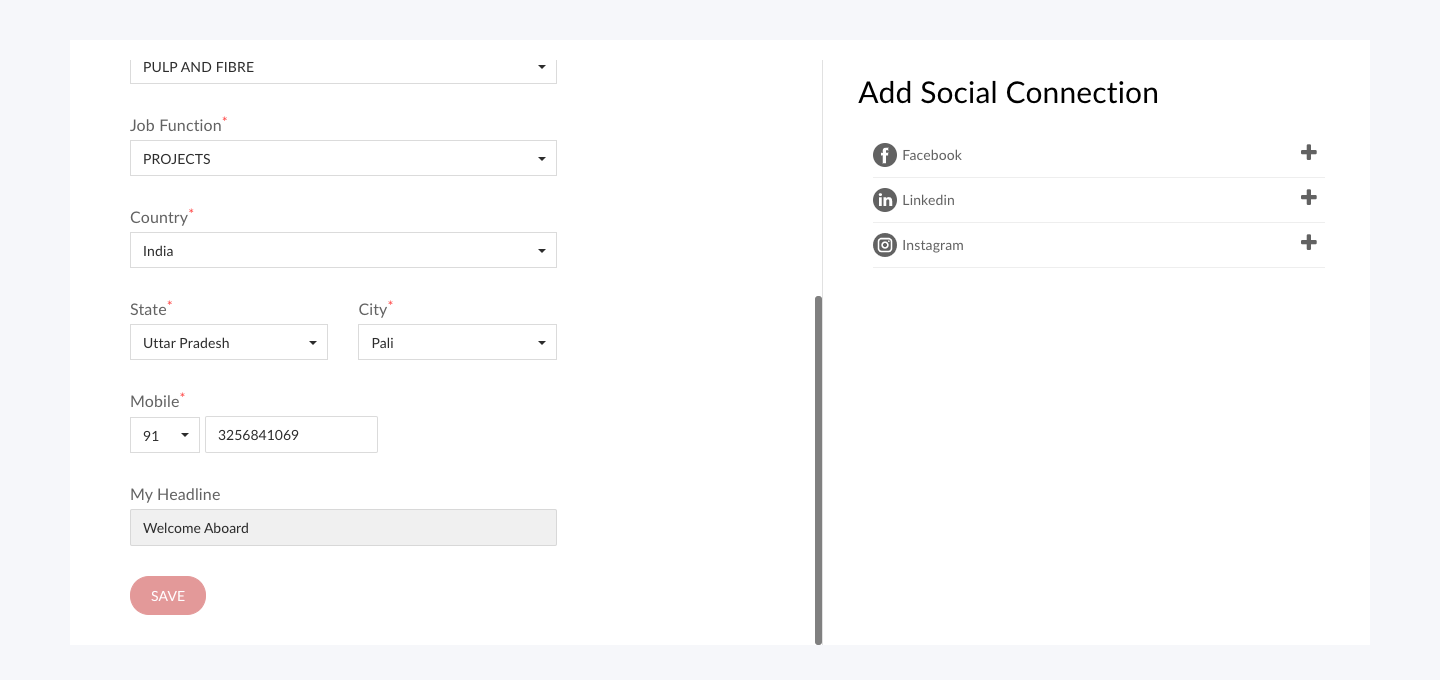 PULP AND FIBRE
Job Function*
PROJECTS
Country*
India
State* City*
Uttar Pradesh Pali
Mobile*
91 3256841069
My Headline
Welcome Aboard
SAVE
Add Social Connection
Facebook
Linkedin
Instagram